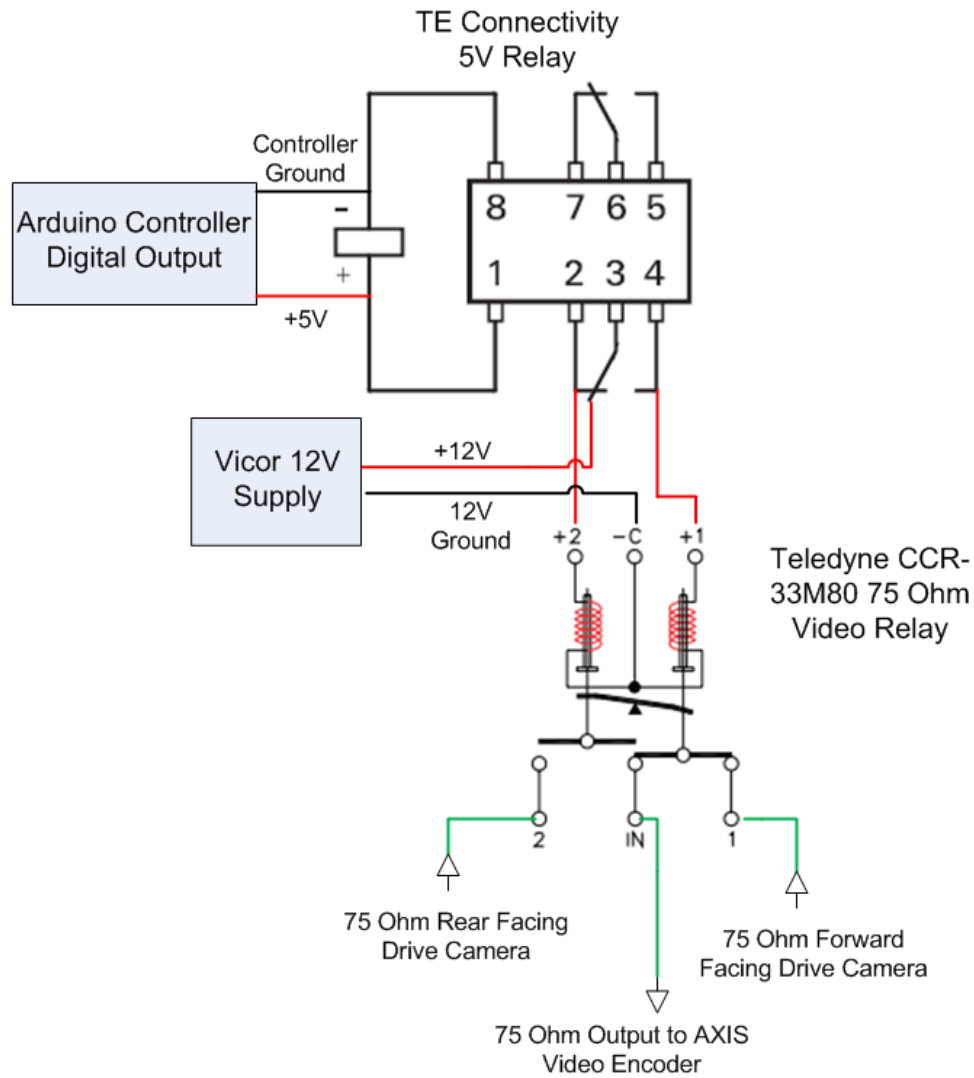 TE Connectivity
5V Relay
Controller
Ground
Arduino Controller
Digital Output
-
+
+5V
8 7 6 5
1 2 3 4
Vicor 12V
Supply
+12V
12V
Ground
+2 -C +1
Teledyne CCR-
33M80 75 Ohm
Video Relay
2 IN 1
75 Ohm Rear Facing
Drive Camera
75 Ohm Forward
Facing Drive Camera
75 Ohm Output to AXIS
Video Encoder